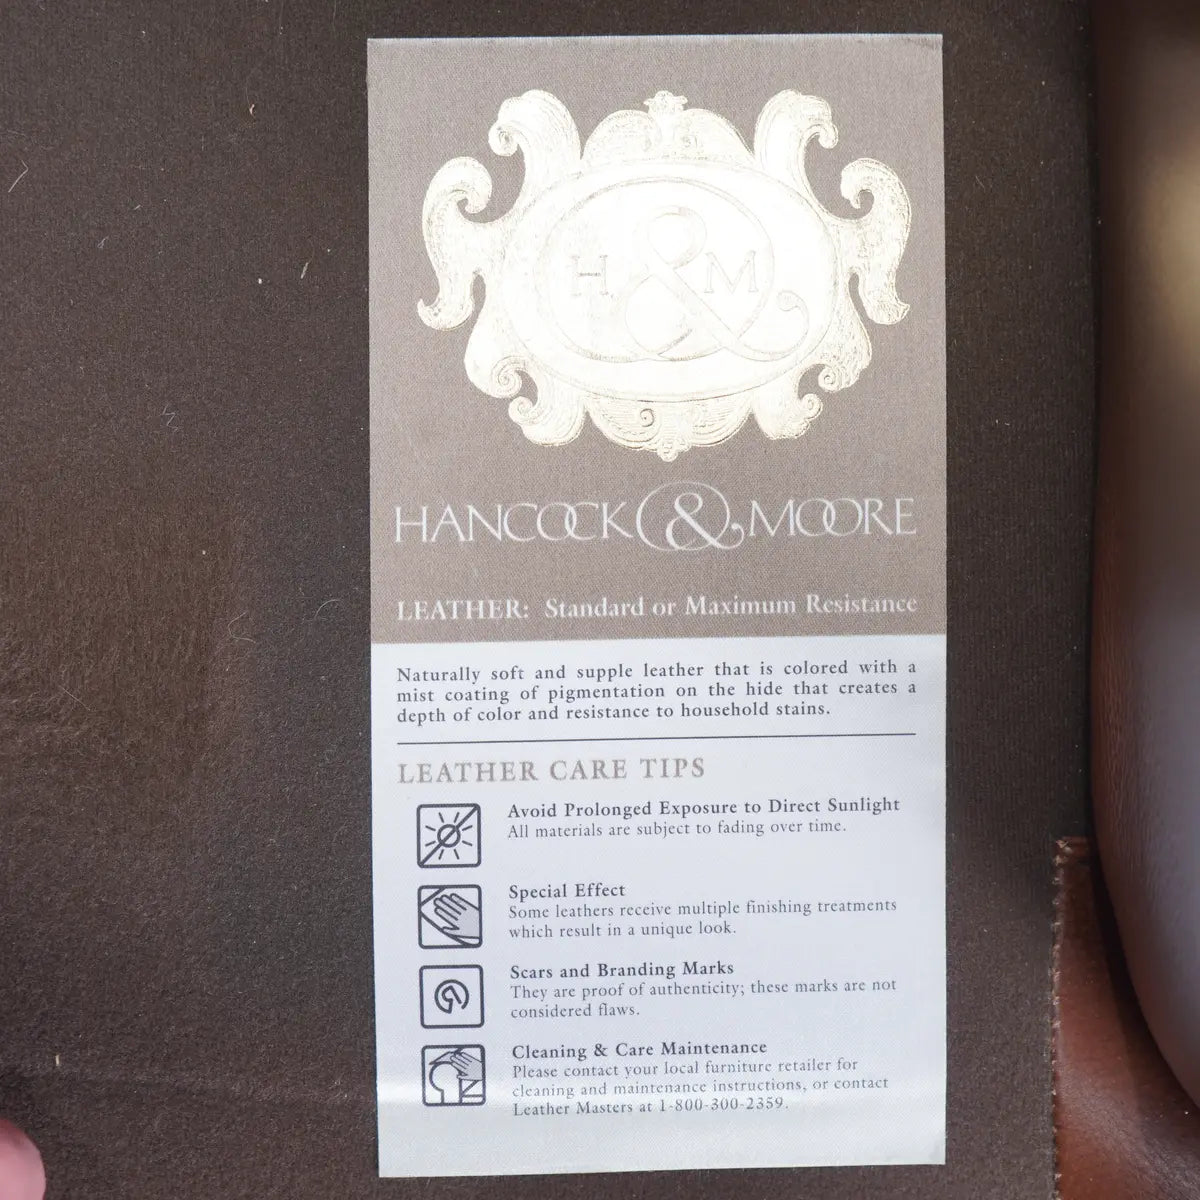 H & M
HANCOCK & MOORE
LEATHER: Standard or Maximum Resistance
Naturally soft and supple leather that is colored with a
mist coating of pigmentation on the hide that creates a
depth of color and resistance to household stains.
LEATHER CARE TIPS
Avoid Prolonged Exposure to Direct Sunlight
All materials are subject to fading over time.
Special Effect
Some leathers receive multiple finishing treatments
which result in a unique look.
Scars and Branding Marks
They are proof of authenticity; these marks are not
considered flaws.
Cleaning & Care Maintenance
Please contact your local furniture retailer for
cleaning and maintenance instructions, or contact
Leather Masters at 1-800-300-2359.